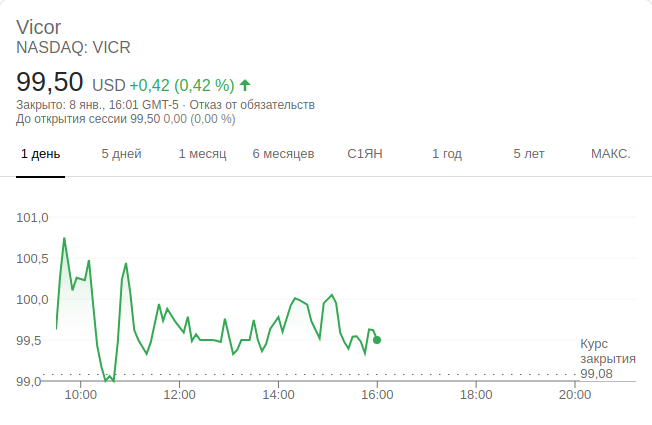 Vicor
NASDAQ: VICR
99,50 USD +0,42 (0,42 %)
Закрыто: 8 янв., 16:01 GMT-5 · Отказ от обязательств
До открытия сессии 99,50 0,00 (0,00 %)
1 день 5 дней 1 месяц 6 месяцев С1ЯН 1 год 5 лет МАКС.
101,0
100,5
100,0
99,5
Курс
закрытия
99,08
99,0
10:00 12:00 14:00 16:00 18:00 20:00